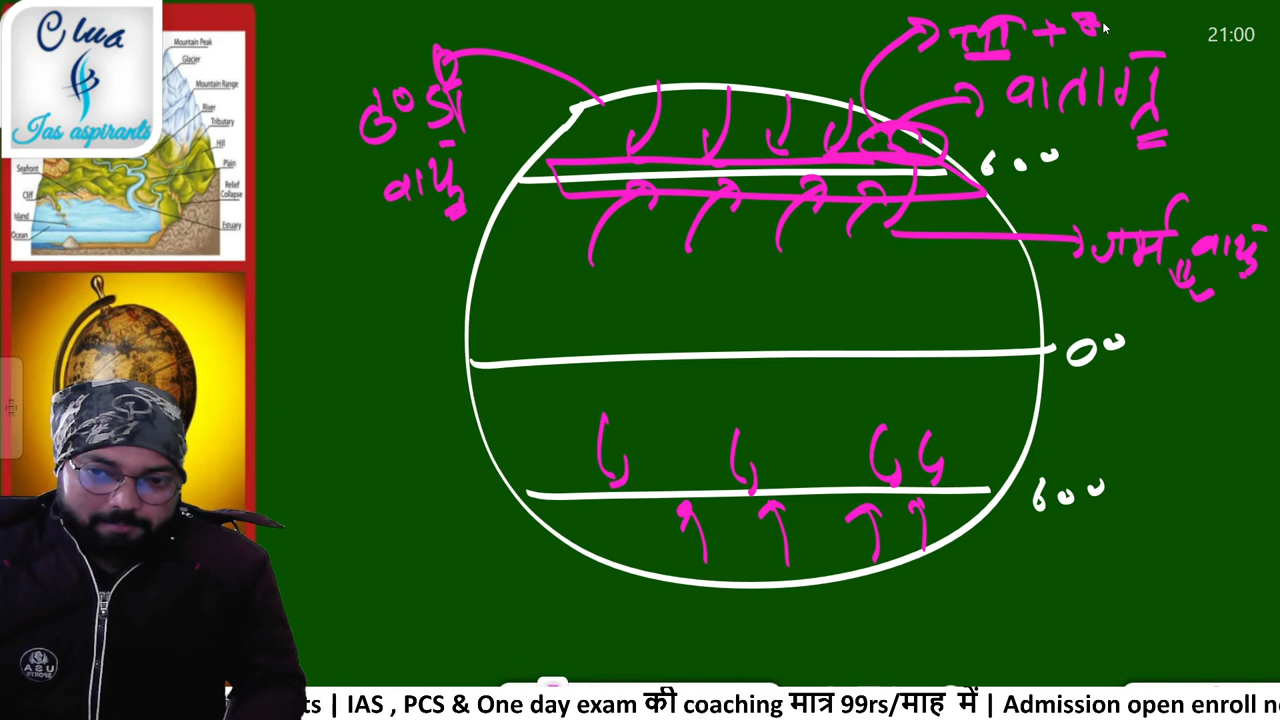 Clua
Ias aspirants
Mountain Peak
Glacier
Mountain Range
River
Tributary
Hill
Seafront
Plain
Cliff
Relief
Collapse
Island
Estuary
Ocean
21:00
वाताग्र
ठण्डी
वायु
60°
गर्म वायु
0°
60°
ts | IAS , PCS & One day exam की coaching मात्र 99rs/माह में | Admission open enroll n